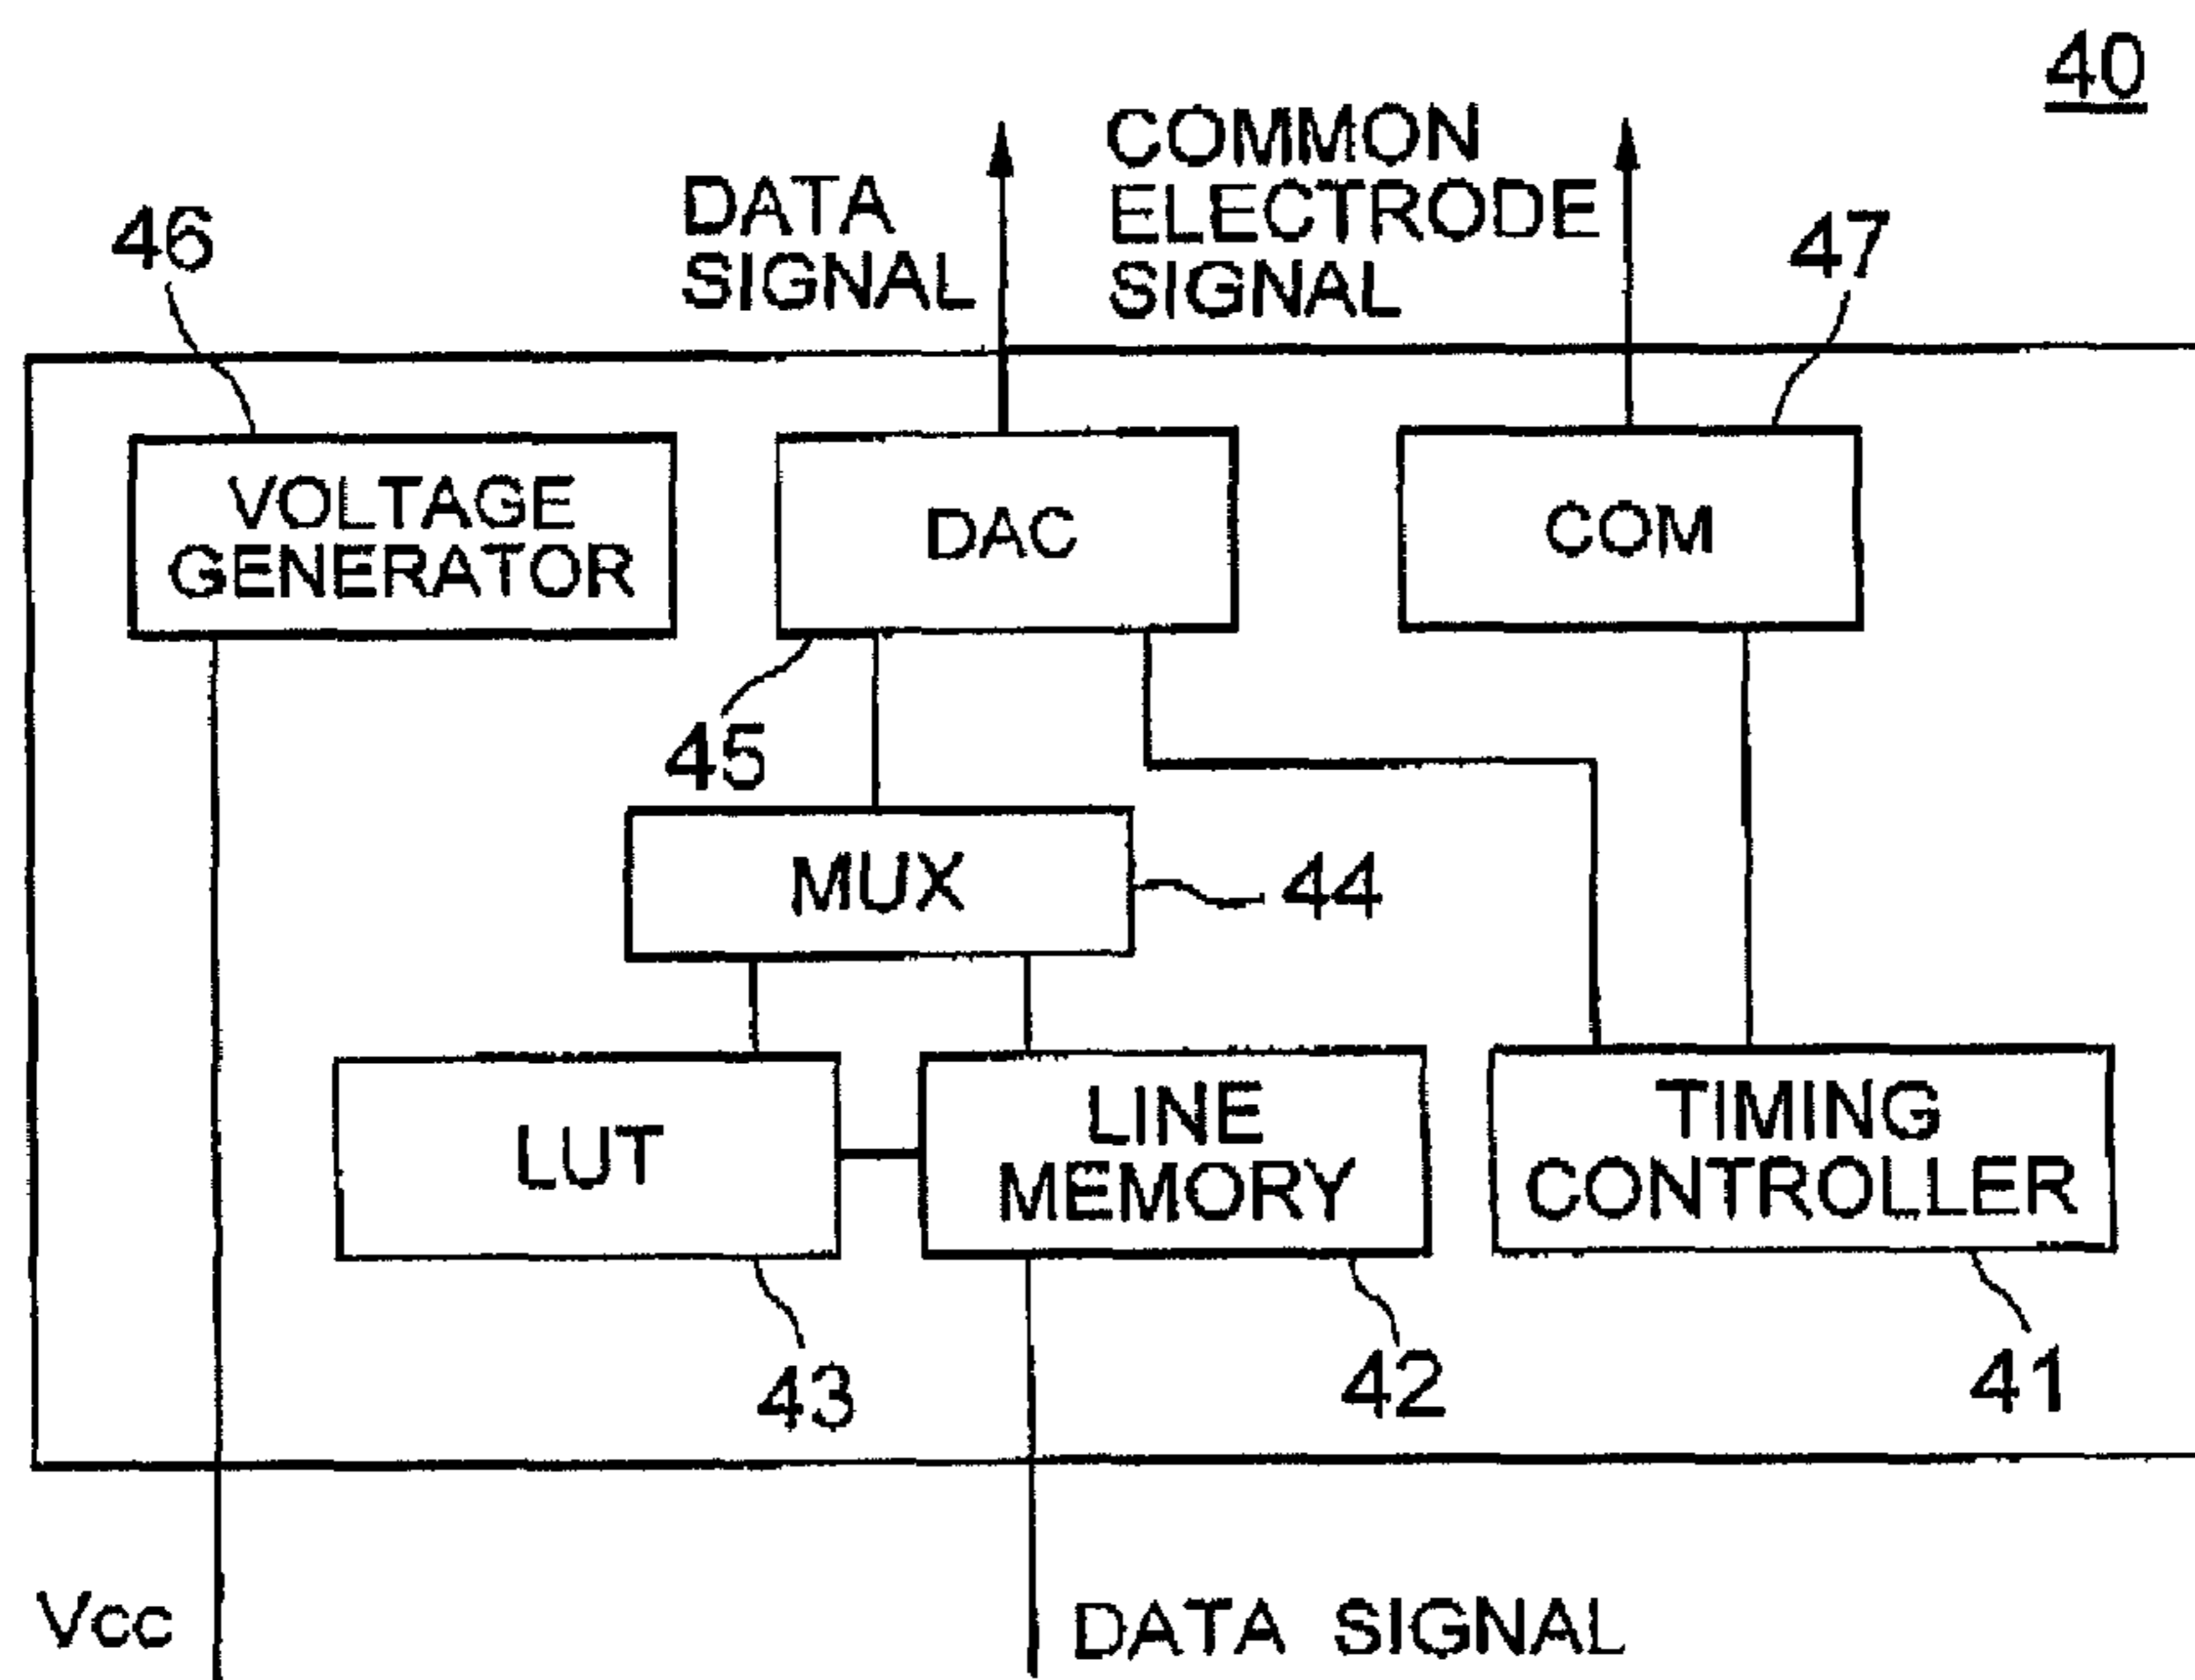 40
DATA
SIGNAL
COMMON
ELECTRODE
SIGNAL
46
47
VOLTAGE
GENERATOR
DAC
COM
45
MUX
44
LUT
LINE
MEMORY
TIMING
CONTROLLER
43
42
41
Vcc
DATA SIGNAL